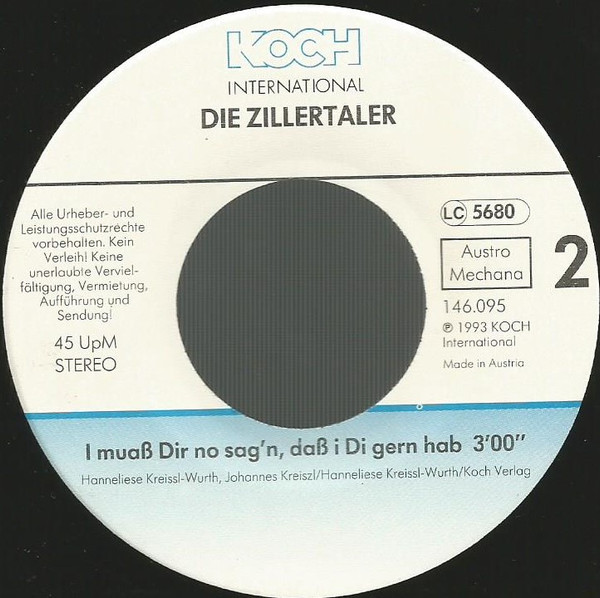 KOCH
INTERNATIONAL
DIE ZILLERTALER
Alle Urheber- und
Leistungsschutzrechte
vorbehalten. Kein
Verleih! Keine
unerlaubte Verviel-
fältigung, Vermietung,
Aufführung und
Sendung!
45 UpM
STEREO
LC 5680
Austro
Mechana
2
146.095
℗ 1993 KOCH
International
Made in Austria
I muaß Dir no sag'n, daß i Di gern hab 3'00"
Hanneliese Kreissl-Wurth, Johannes Kreiszl/Hanneliese Kreissl-Wurth/Koch Verlag